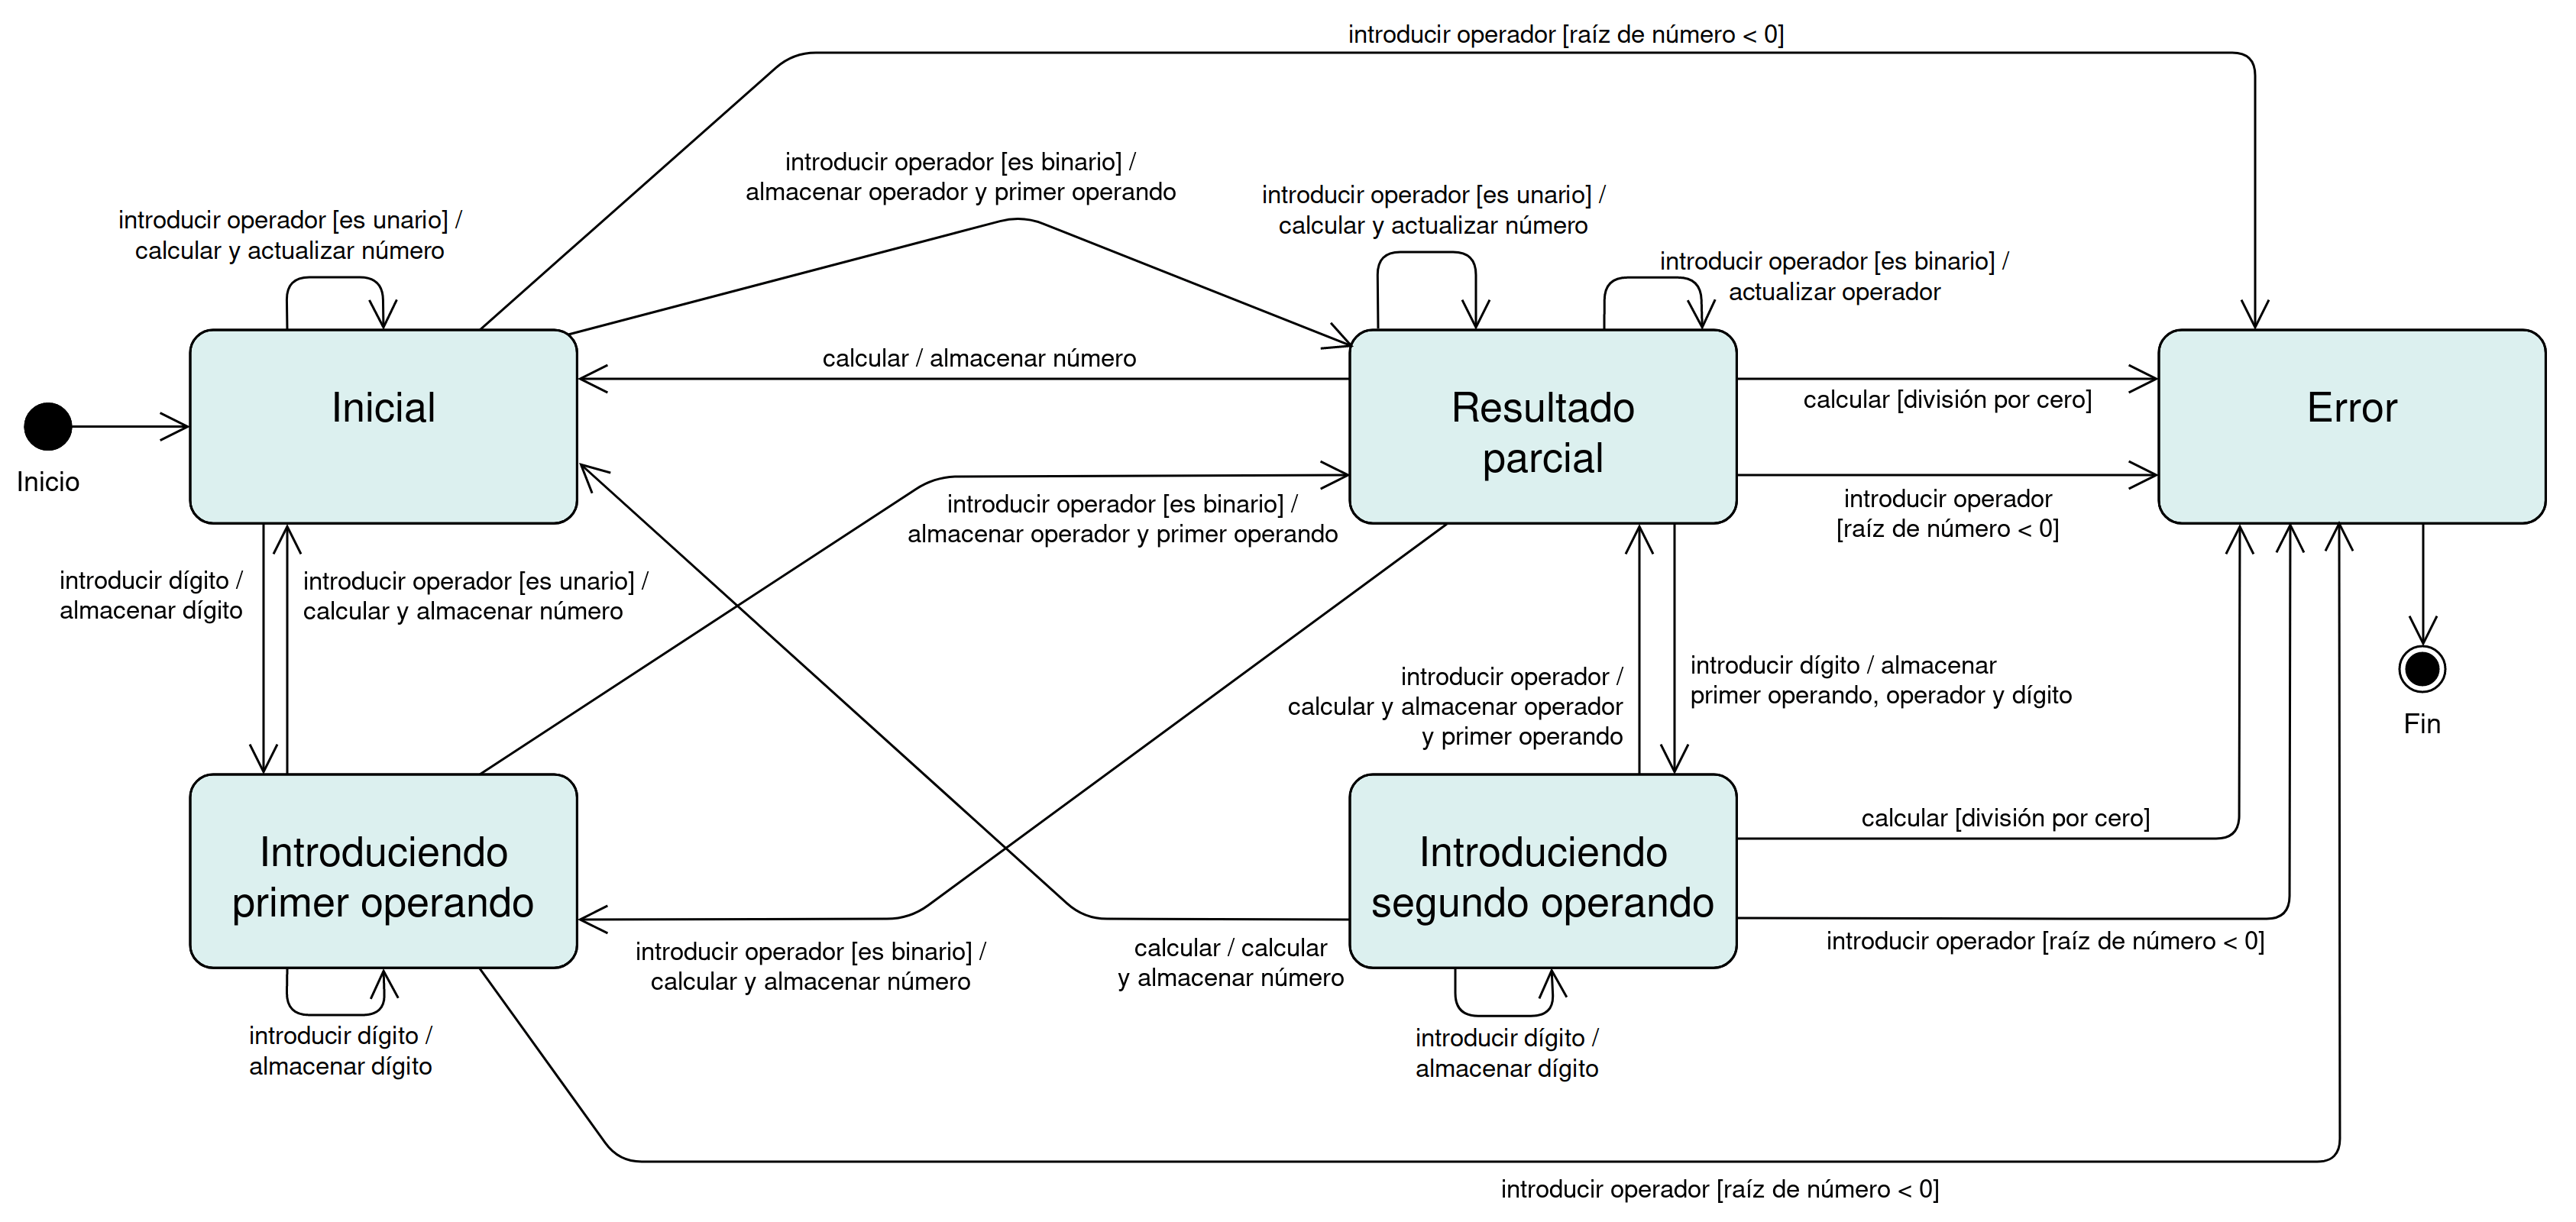 introducir operador [raíz de número < 0]
introducir operador [es binario] /
almacenar operador y primer operando
introducir operador [es unario] /
calcular y actualizar número
introducir operador [es unario] /
calcular y actualizar número
introducir operador [es binario] /
actualizar operador
calcular / almacenar número
Inicial
Resultado
parcial
calcular [división por cero]
Error
Inicio
introducir operador [es binario] /
almacenar operador y primer operando
introducir operador
[raíz de número < 0]
introducir dígito /
almacenar dígito
introducir operador [es unario] /
calcular y almacenar número
introducir operador /
calcular y almacenar operador
y primer operando
introducir dígito / almacenar
primer operando, operador y dígito
Fin
Introduciendo
primer operando
Introduciendo
segundo operando
calcular [división por cero]
introducir operador [es binario] /
calcular y almacenar número
calcular / calcular
y almacenar número
introducir operador [raíz de número < 0]
introducir dígito /
almacenar dígito
introducir dígito /
almacenar dígito
introducir operador [raíz de número < 0]